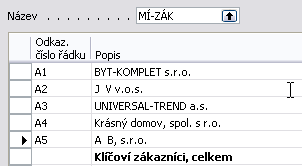 Název . . . . . . . . MÍ-ZÁK
Odkaz. číslo řádku Popis
A1 BYT-KOMPLET s.r.o.
A2 J V v.o.s.
A3 UNIVERSAL-TREND a.s.
A4 Krásný domov, spol. s r.o.
A5 A B, s.r.o.
Klíčoví zákazníci, celkem